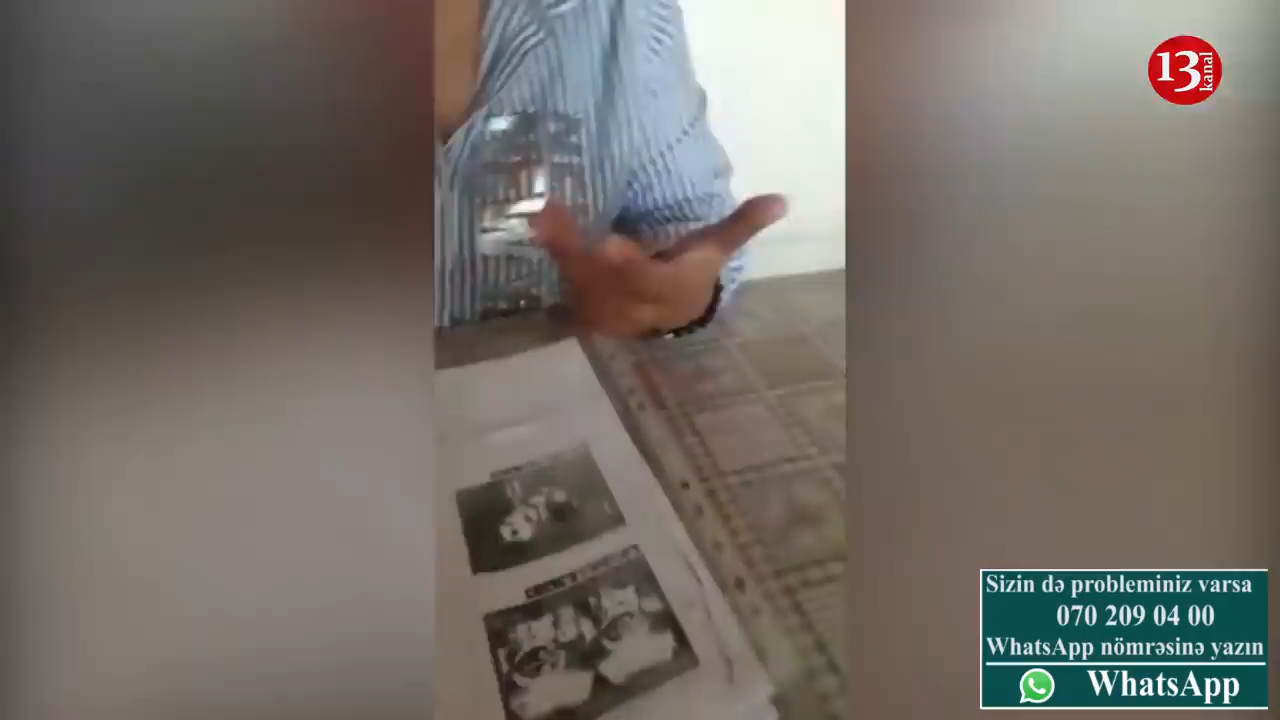 13 kanal
Sizin də probleminiz varsa
070 209 04 00
WhatsApp nömrəsinə yazın
WhatsApp